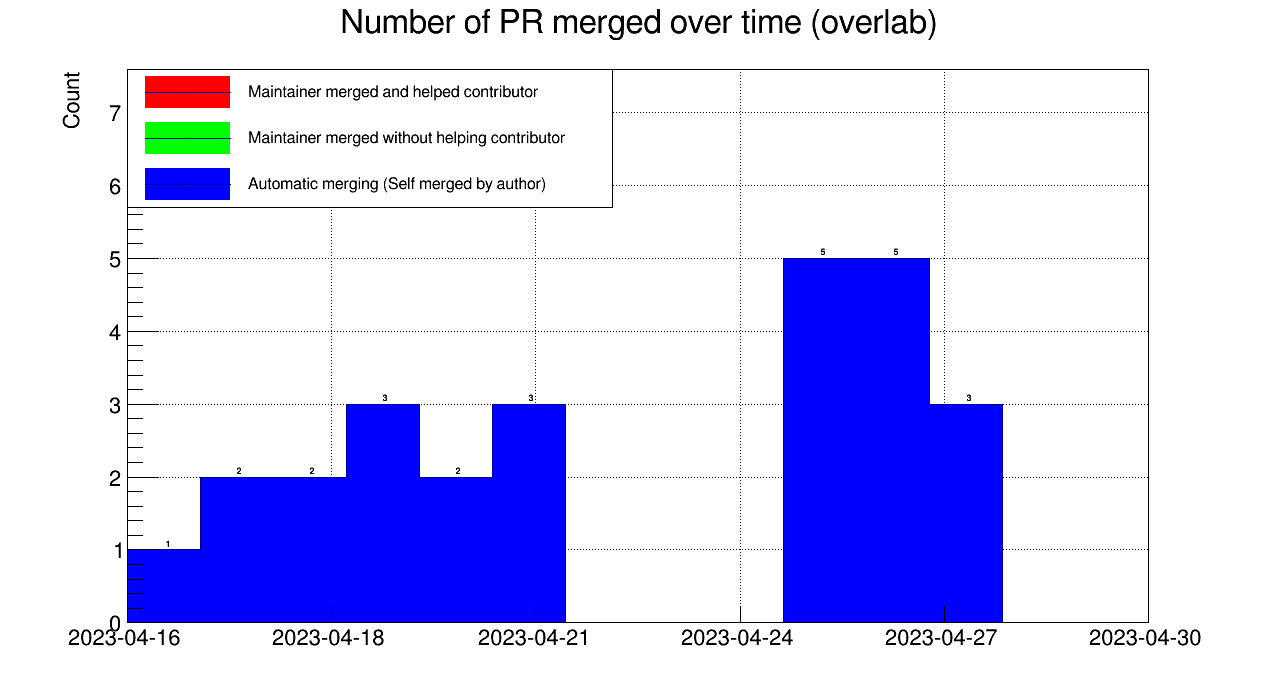 Number of PR merged over time (overlab)
Count
Maintainer merged and helped contributor
Maintainer merged without helping contributor
Automatic merging (Self merged by author)
7
6
5
4
3
2
1
0
5 5
3 3 3
2 2 2
1
2023-04-16 2023-04-18 2023-04-21 2023-04-24 2023-04-27 2023-04-30